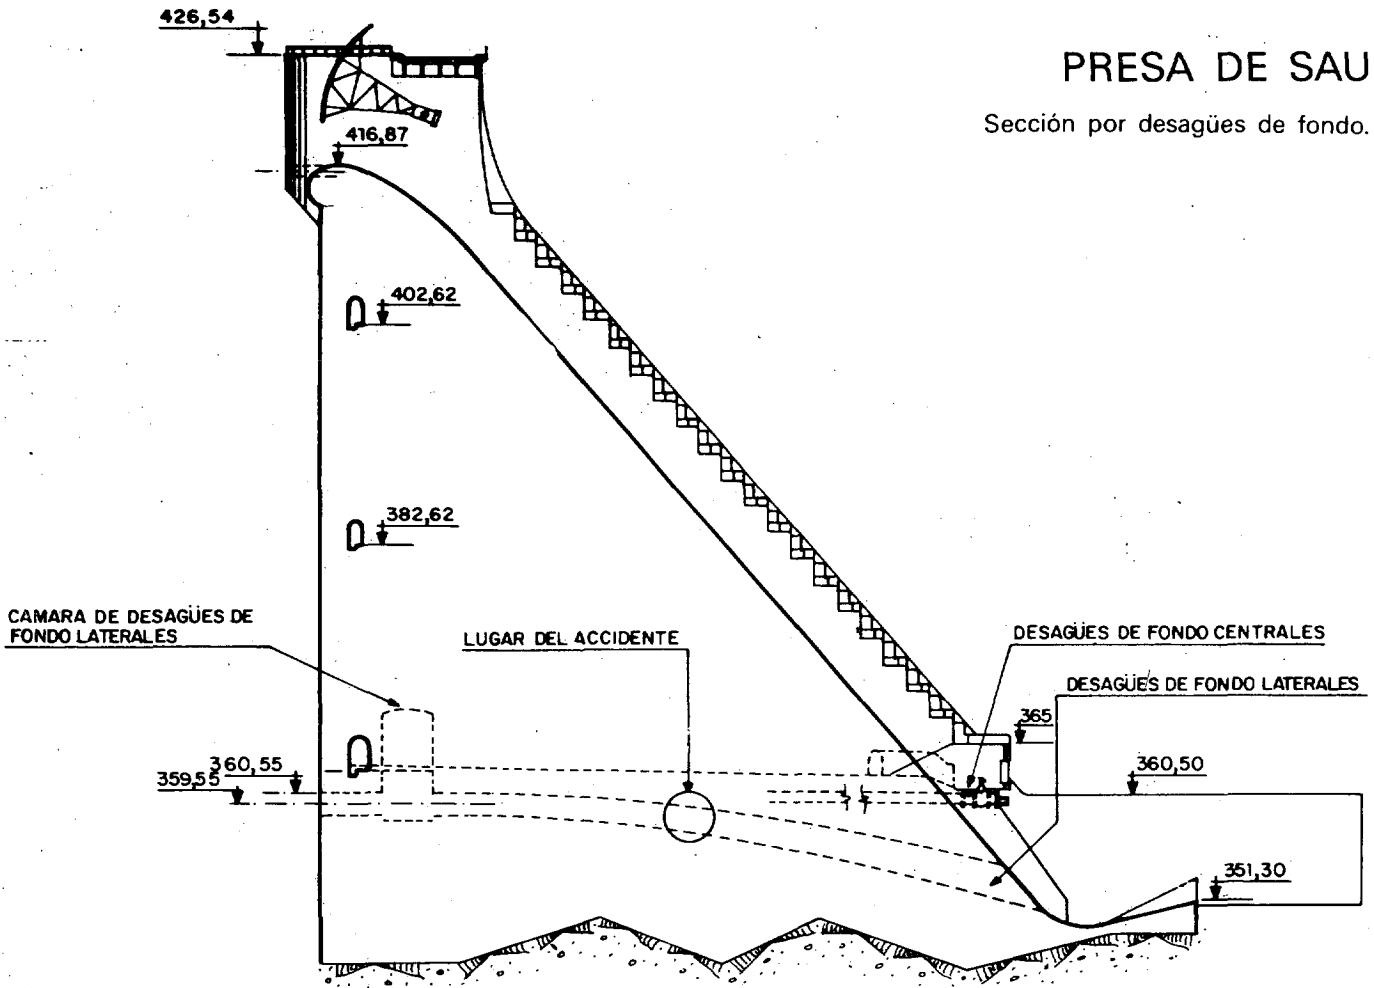 426,54
PRESA DE SAU
Sección por desagües de fondo.
416,87
402,62
382,62
CAMARA DE DESAGÜES DE
FONDO LATERALES
LUGAR DEL ACCIDENTE
DESAGÜES DE FONDO CENTRALES
DESAGÜES DE FONDO LATERALES
365
360,55
359,55
360,50
351,30